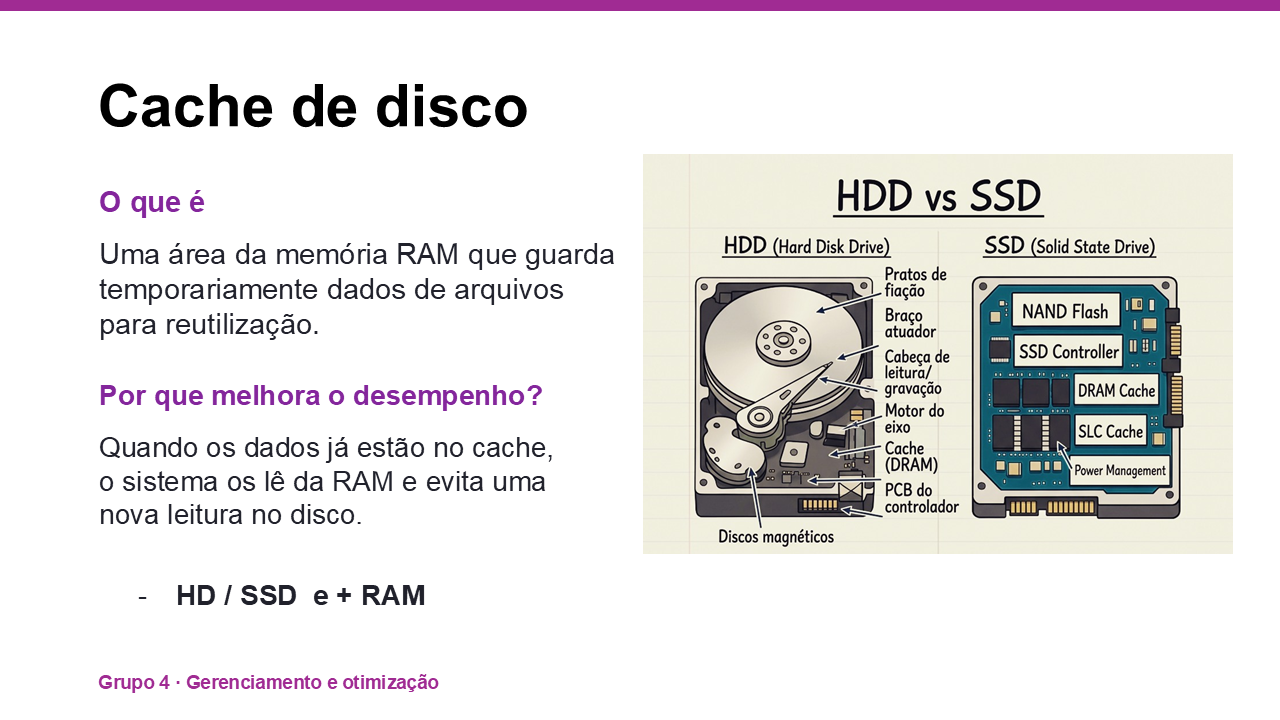 Cache de disco
O que é
Uma área da memória RAM que guarda
temporariamente dados de arquivos
para reutilização.
Por que melhora o desempenho?
Quando os dados já estão no cache,
o sistema os lê da RAM e evita uma
nova leitura no disco.
- HD / SSD  e + RAM
HDD vs SSD
HDD (Hard Disk Drive)
Pratos de
fiação
Braço
atuador
Cabeça de
leitura/
gravação
Motor do
eixo
Cache
(DRAM)
PCB do
controlador
Discos magnéticos
SSD (Solid State Drive)
NAND Flash
SSD Controller
DRAM Cache
SLC Cache
Power Management
Grupo 4 · Gerenciamento e otimização